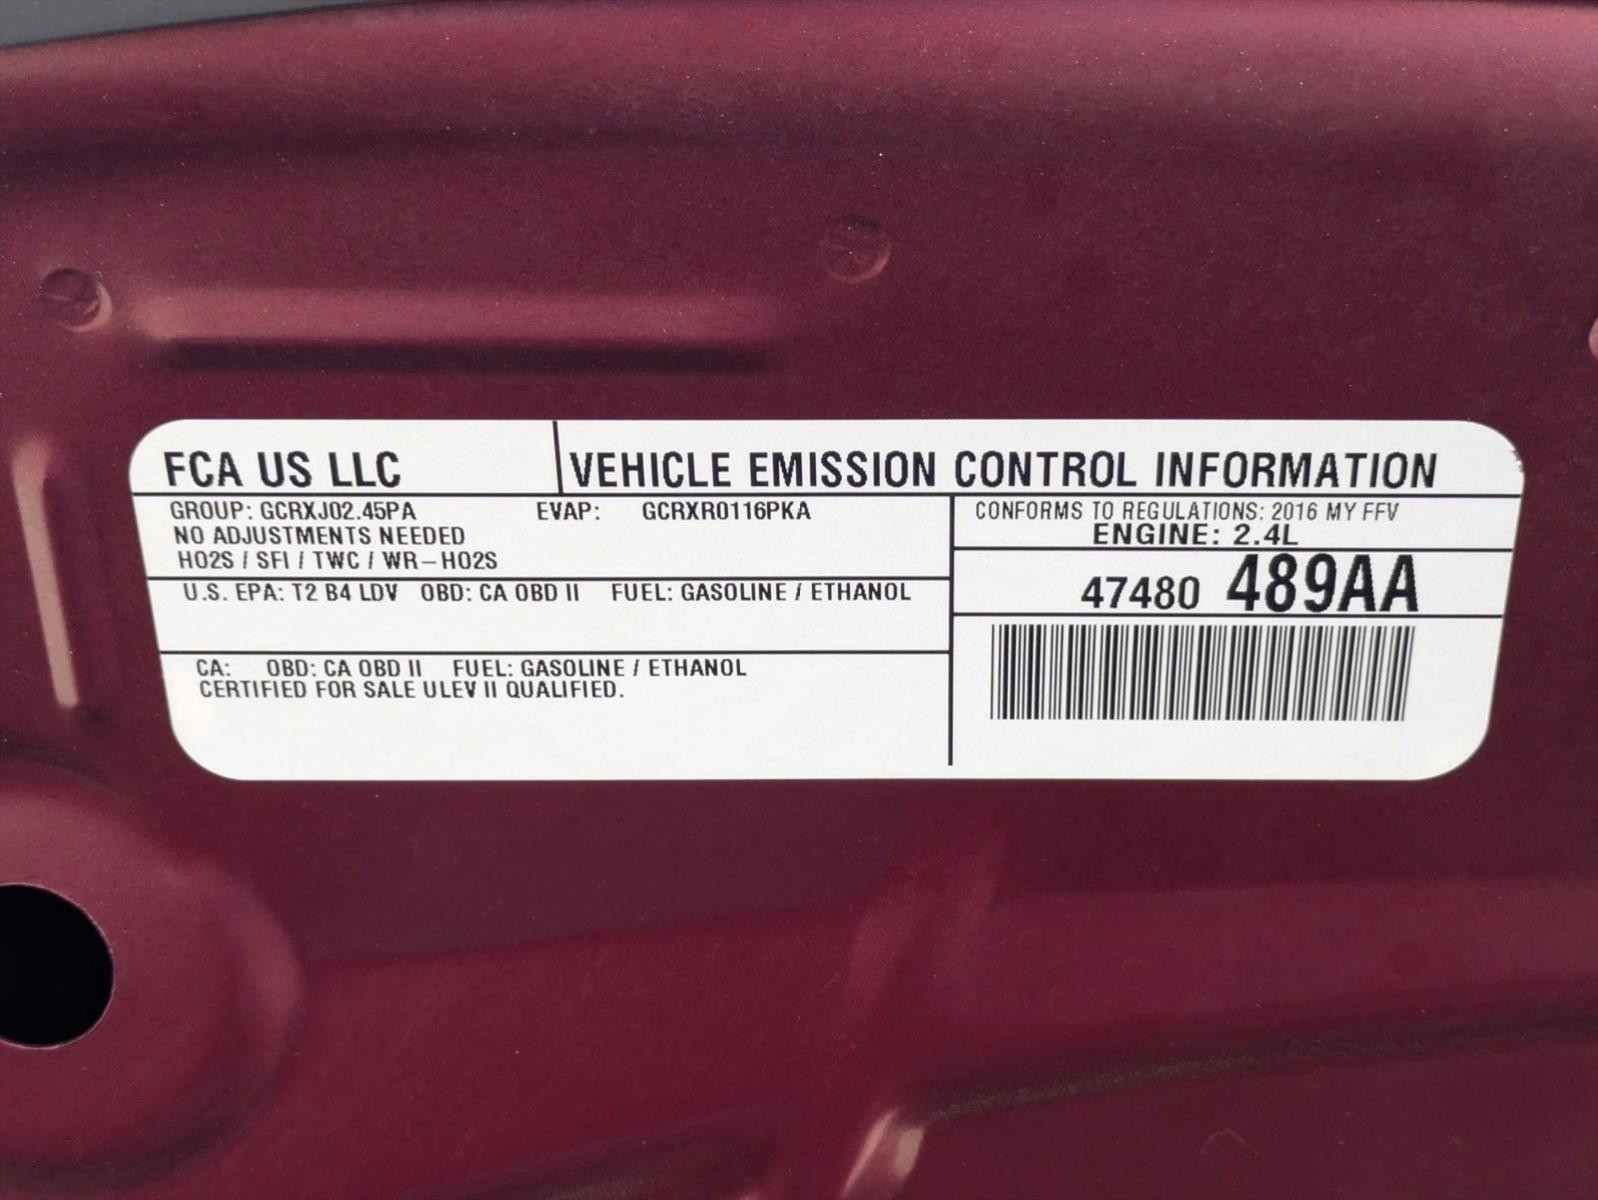 FCA US LLC
VEHICLE EMISSION CONTROL INFORMATION
GROUP: GCRXJ02.45PA EVAP: GCRXR0116PKA
NO ADJUSTMENTS NEEDED
HO2S / SFI / TWC / WR-HO2S
U.S. EPA: T2 B4 LDV OBD: CA OBD II FUEL: GASOLINE / ETHANOL
CA: OBD: CA OBD II FUEL: GASOLINE / ETHANOL
CERTIFIED FOR SALE ULEV II QUALIFIED.
CONFORMS TO REGULATIONS: 2016 MY FFV
ENGINE: 2.4L
47480 489AA